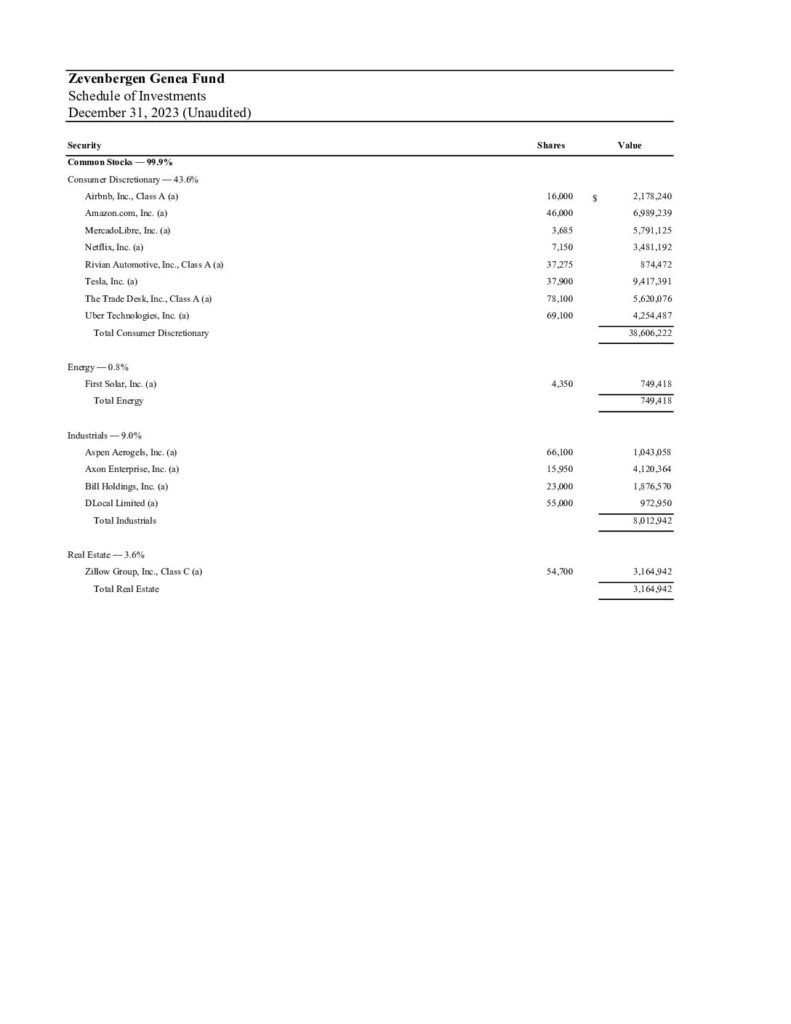 Zevenbergen Genea Fund
Schedule of Investments
December 31, 2023 (Unaudited)
Security Shares Value
Common Stocks — 99.9%
Consumer Discretionary — 43.6%
Airbnb, Inc., Class A (a) 16,000 $ 2,178,240
Amazon.com, Inc. (a) 46,000 6,989,239
MercadoLibre, Inc. (a) 3,685 5,791,125
Netflix, Inc. (a) 7,150 3,481,192
Rivian Automotive, Inc., Class A (a) 37,275 874,472
Tesla, Inc. (a) 37,900 9,417,391
The Trade Desk, Inc., Class A (a) 78,100 5,620,076
Uber Technologies, Inc. (a) 69,100 4,254,487
Total Consumer Discretionary 38,606,222
Energy — 0.8%
First Solar, Inc. (a) 4,350 749,418
Total Energy 749,418
Industrials — 9.0%
Aspen Aerogels, Inc. (a) 66,100 1,043,058
Axon Enterprise, Inc. (a) 15,950 4,120,364
Bill Holdings, Inc. (a) 23,000 1,876,570
DLocal Limited (a) 55,000 972,950
Total Industrials 8,012,942
Real Estate — 3.6%
Zillow Group, Inc., Class C (a) 54,700 3,164,942
Total Real Estate 3,164,942